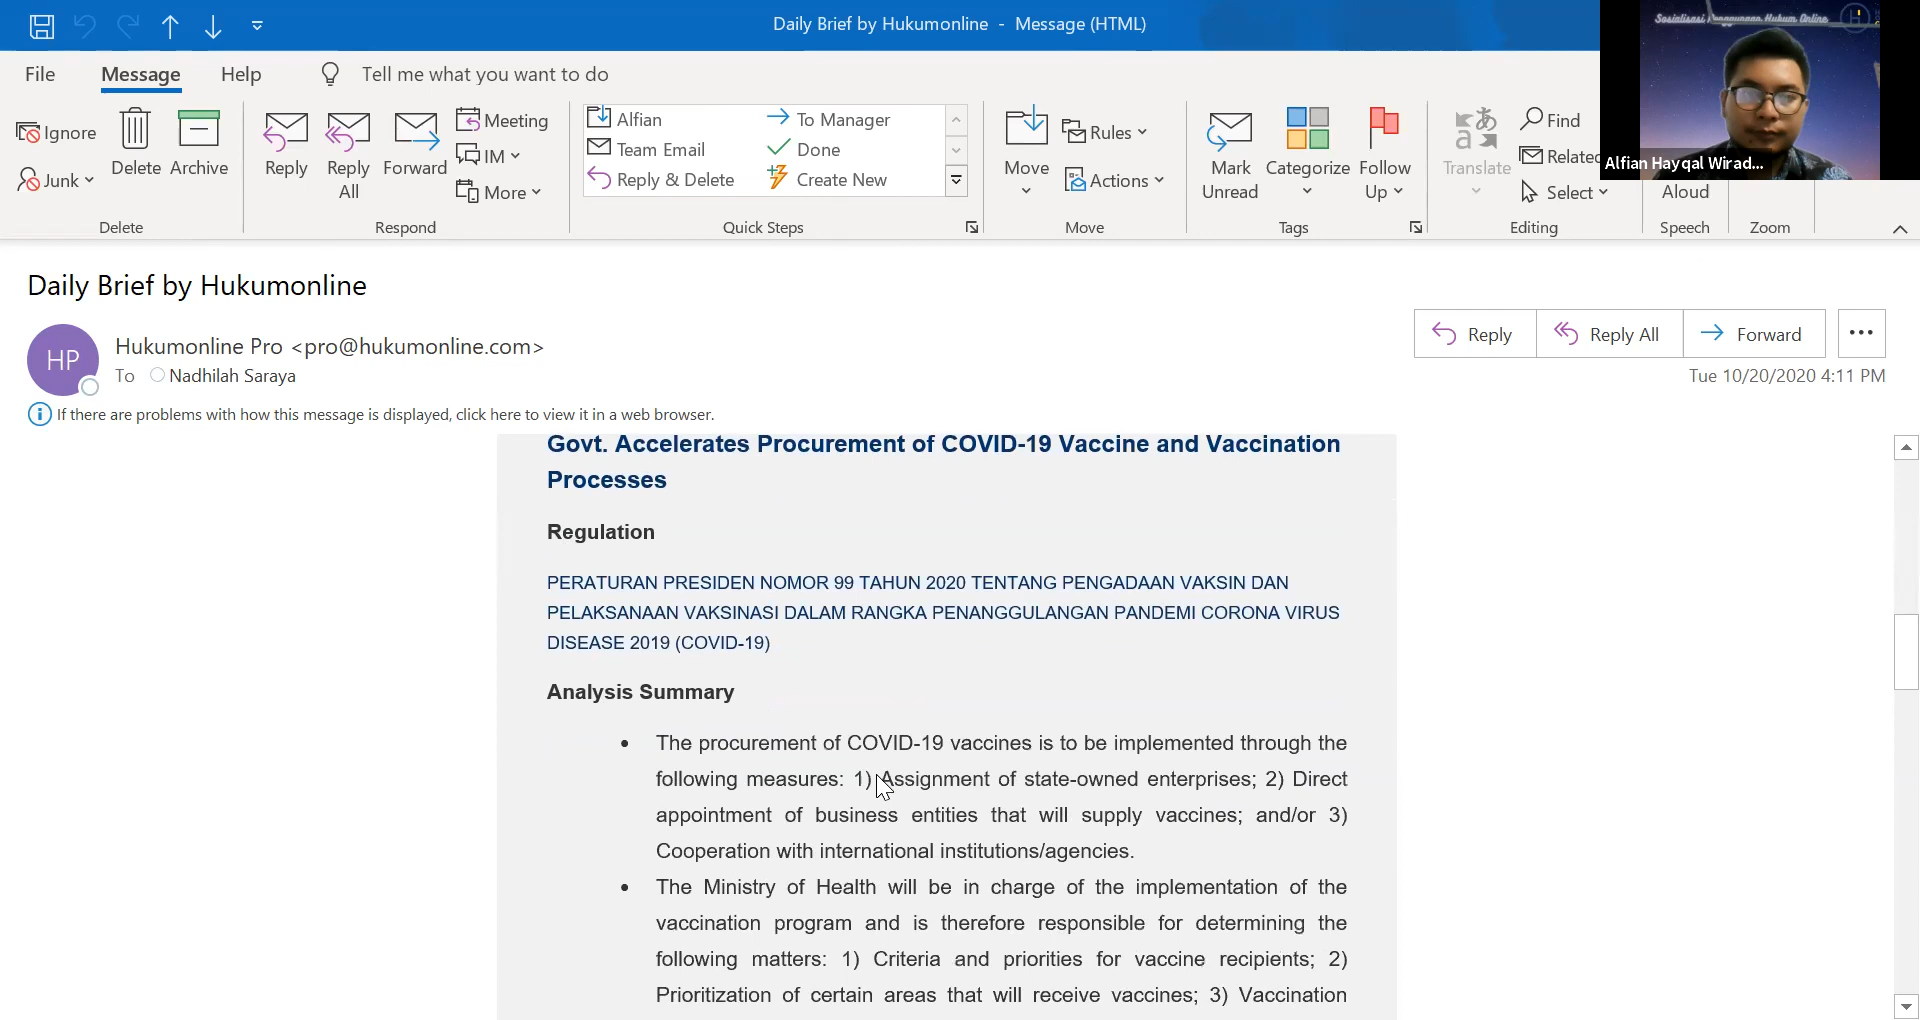 Daily Brief by Hukumonline - Message (HTML)
Sosialisasi Penggunaan Hukum Online
File Message Help Tell me what you want to do
Ignore
Junk
Delete
Archive
Delete
Reply
Reply All
Forward
Meeting
IM
More
Respond
Alfian To Manager
Team Email Done
Reply & Delete Create New
Quick Steps
Move
Rules
Actions
Move
Mark Unread
Categorize
Follow Up
Tags
Translate
Find
Related
Select
Editing
Aloud
Speech
Zoom
Alfian Hayqal Wirad...
Daily Brief by Hukumonline
HP
Hukumonline Pro <pro@hukumonline.com>
To Nadhilah Saraya
Reply Reply All Forward
Tue 10/20/2020 4:11 PM
If there are problems with how this message is displayed, click here to view it in a web browser.
Govt. Accelerates Procurement of COVID-19 Vaccine and Vaccination
Processes
Regulation
PERATURAN PRESIDEN NOMOR 99 TAHUN 2020 TENTANG PENGADAAN VAKSIN DAN
PELAKSANAAN VAKSINASI DALAM RANGKA PENANGGULANGAN PANDEMI CORONA VIRUS
DISEASE 2019 (COVID-19)
Analysis Summary
• The procurement of COVID-19 vaccines is to be implemented through the
following measures: 1) Assignment of state-owned enterprises; 2) Direct
appointment of business entities that will supply vaccines; and/or 3)
Cooperation with international institutions/agencies.
• The Ministry of Health will be in charge of the implementation of the
vaccination program and is therefore responsible for determining the
following matters: 1) Criteria and priorities for vaccine recipients; 2)
Prioritization of certain areas that will receive vaccines; 3) Vaccination